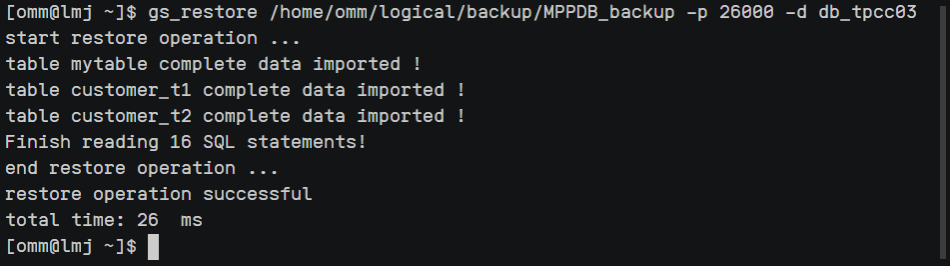 [omm@lmj ~]$ gs_restore /home/omm/logical/backup/MPPDB_backup -p 26000 -d db_tpcc03
start restore operation ...
table mytable complete data imported !
table customer_t1 complete data imported !
table customer_t2 complete data imported !
Finish reading 16 SQL statements!
end restore operation ...
restore operation successful
total time: 26  ms
[omm@lmj ~]$